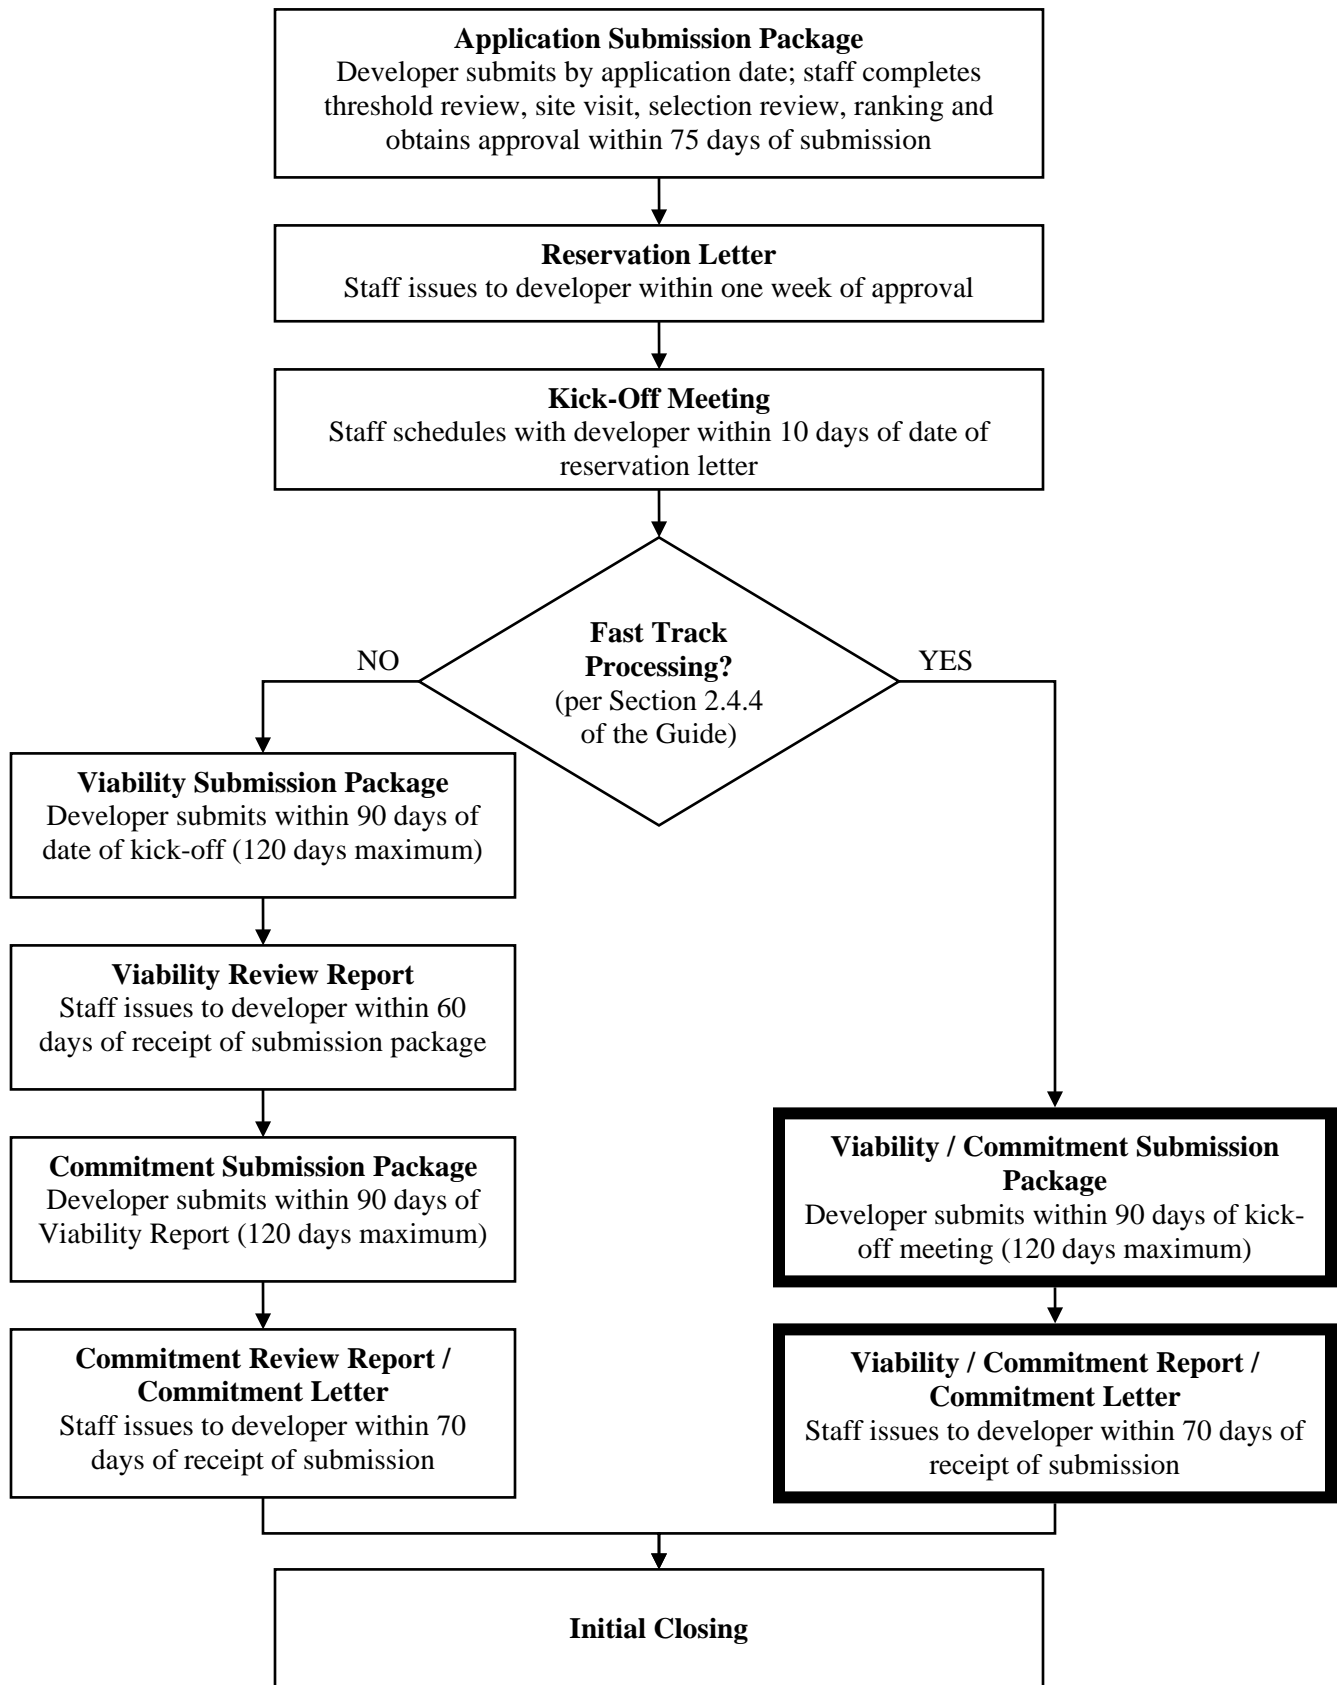 Application Submission Package
Developer submits by application date; staff completes
threshold review, site visit, selection review, ranking and
obtains approval within 75 days of submission
Reservation Letter
Staff issues to developer within one week of approval
Kick-Off Meeting
Staff schedules with developer within 10 days of date of
reservation letter
Fast Track
Processing?
(per Section 2.4.4
of the Guide)
NO
YES
Viability Submission Package
Developer submits within 90 days of
date of kick-off (120 days maximum)
Viability Review Report
Staff issues to developer within 60
days of receipt of submission package
Commitment Submission Package
Developer submits within 90 days of
Viability Report (120 days maximum)
Commitment Review Report /
Commitment Letter
Staff issues to developer within 70
days of receipt of submission
Viability / Commitment Submission
Package
Developer submits within 90 days of kick-
off meeting (120 days maximum)
Viability / Commitment Report /
Commitment Letter
Staff issues to developer within 70 days of
receipt of submission
Initial Closing